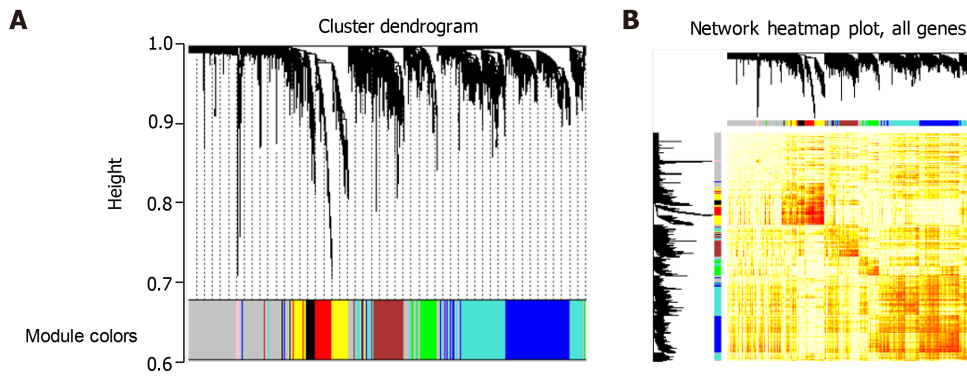 A
Cluster dendrogram
1.0
0.9
0.8
0.7
0.6
Height
Module colors
B
Network heatmap plot, all genes